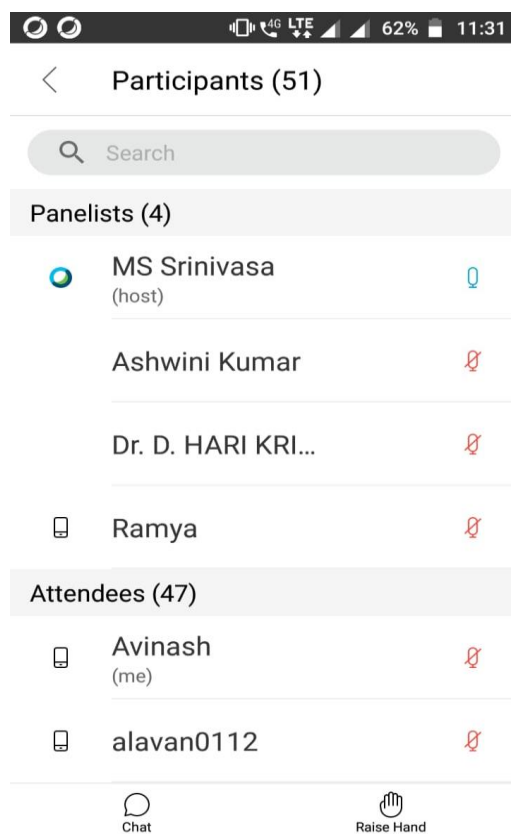 4G LTE 62% 11:31
Participants (51)
Search
Panelists (4)
MS Srinivasa
(host)
Ashwini Kumar
Dr. D. HARI KRI...
Ramya
Attendees (47)
Avinash
(me)
alavan0112
Chat
Raise Hand